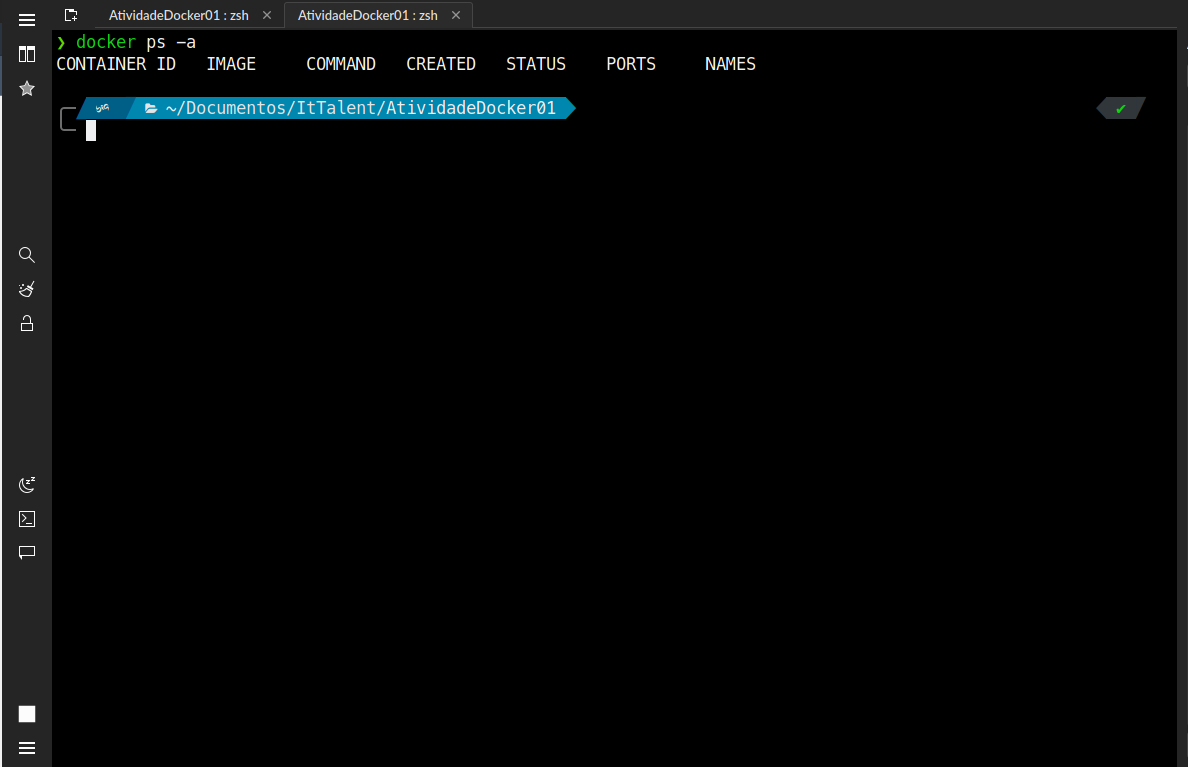 AtividadeDocker01 : zsh AtividadeDocker01 : zsh
❯ docker ps -a
CONTAINER ID IMAGE COMMAND CREATED STATUS PORTS NAMES
~/Documentos/ItTalent/AtividadeDocker01 ✔